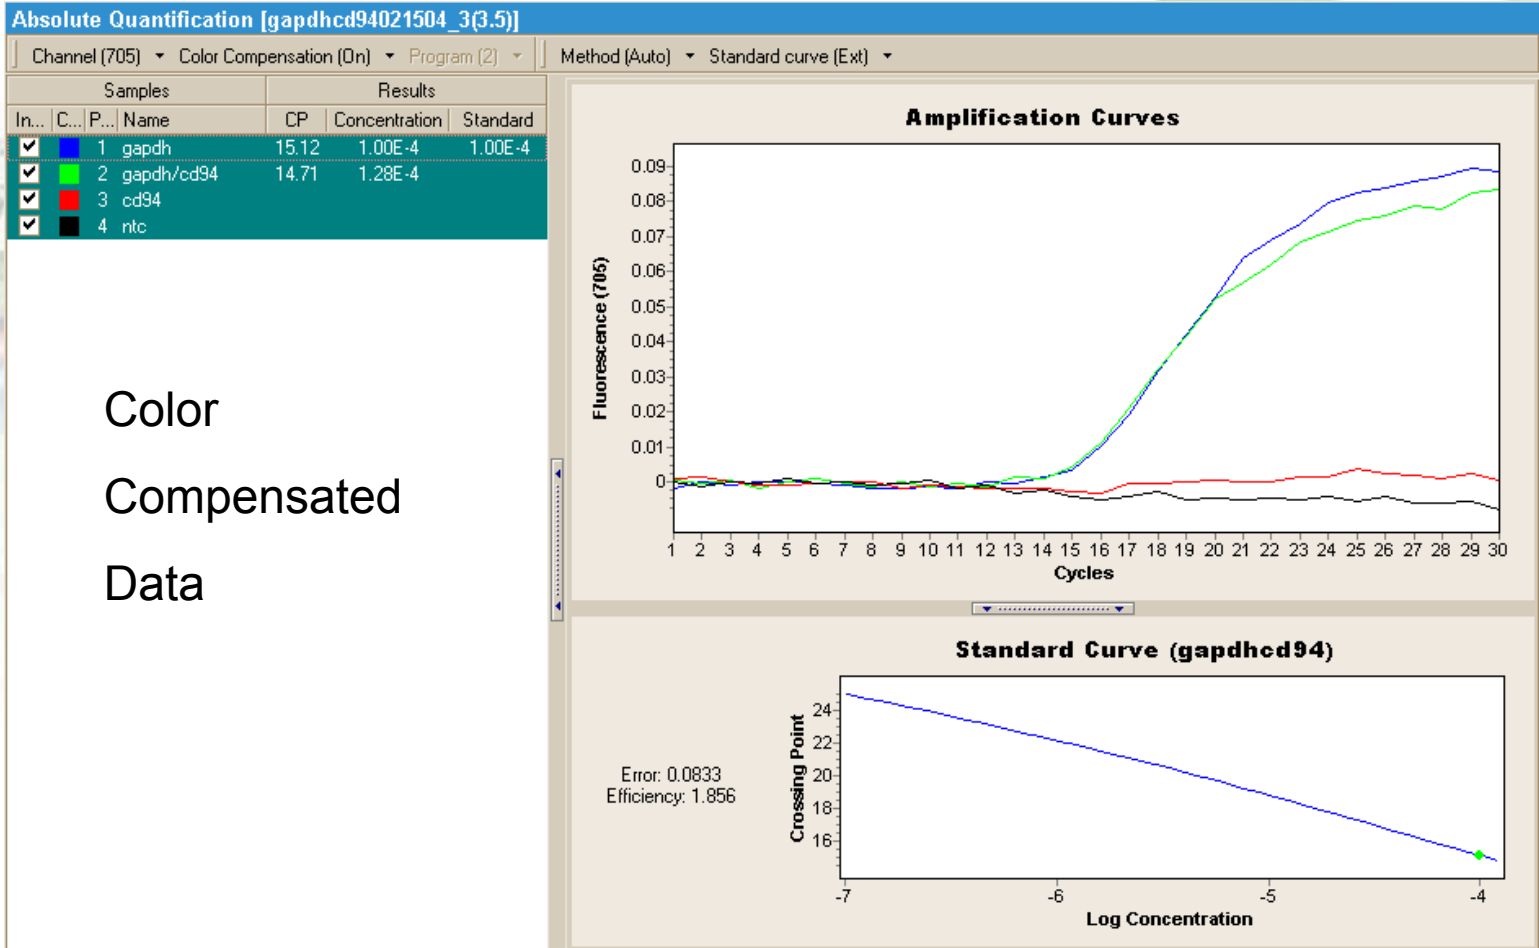 Absolute Quantification [gapdhcd94021504_3(3.5)]
Channel (705) Color Compensation (On) Program (2) Method (Auto) Standard curve (Ext)
Samples Results
In... C... P... Name CP Concentration Standard
1 gapdh 15.12 1.00E-4 1.00E-4
2 gapdh/cd94 14.71 1.28E-4
3 cd94
4 ntc
Color
Compensated
Data
Amplification Curves
Fluorescence (705)
0.09
0.08
0.07
0.06
0.05
0.04
0.03
0.02
0.01
0
1 2 3 4 5 6 7 8 9 10 11 12 13 14 15 16 17 18 19 20 21 22 23 24 25 26 27 28 29 30
Cycles
Standard Curve (gapdhcd94)
Error: 0.0833
Efficiency: 1.856
Crossing Point
24
22
20
18
16
-7 -6 -5 -4
Log Concentration